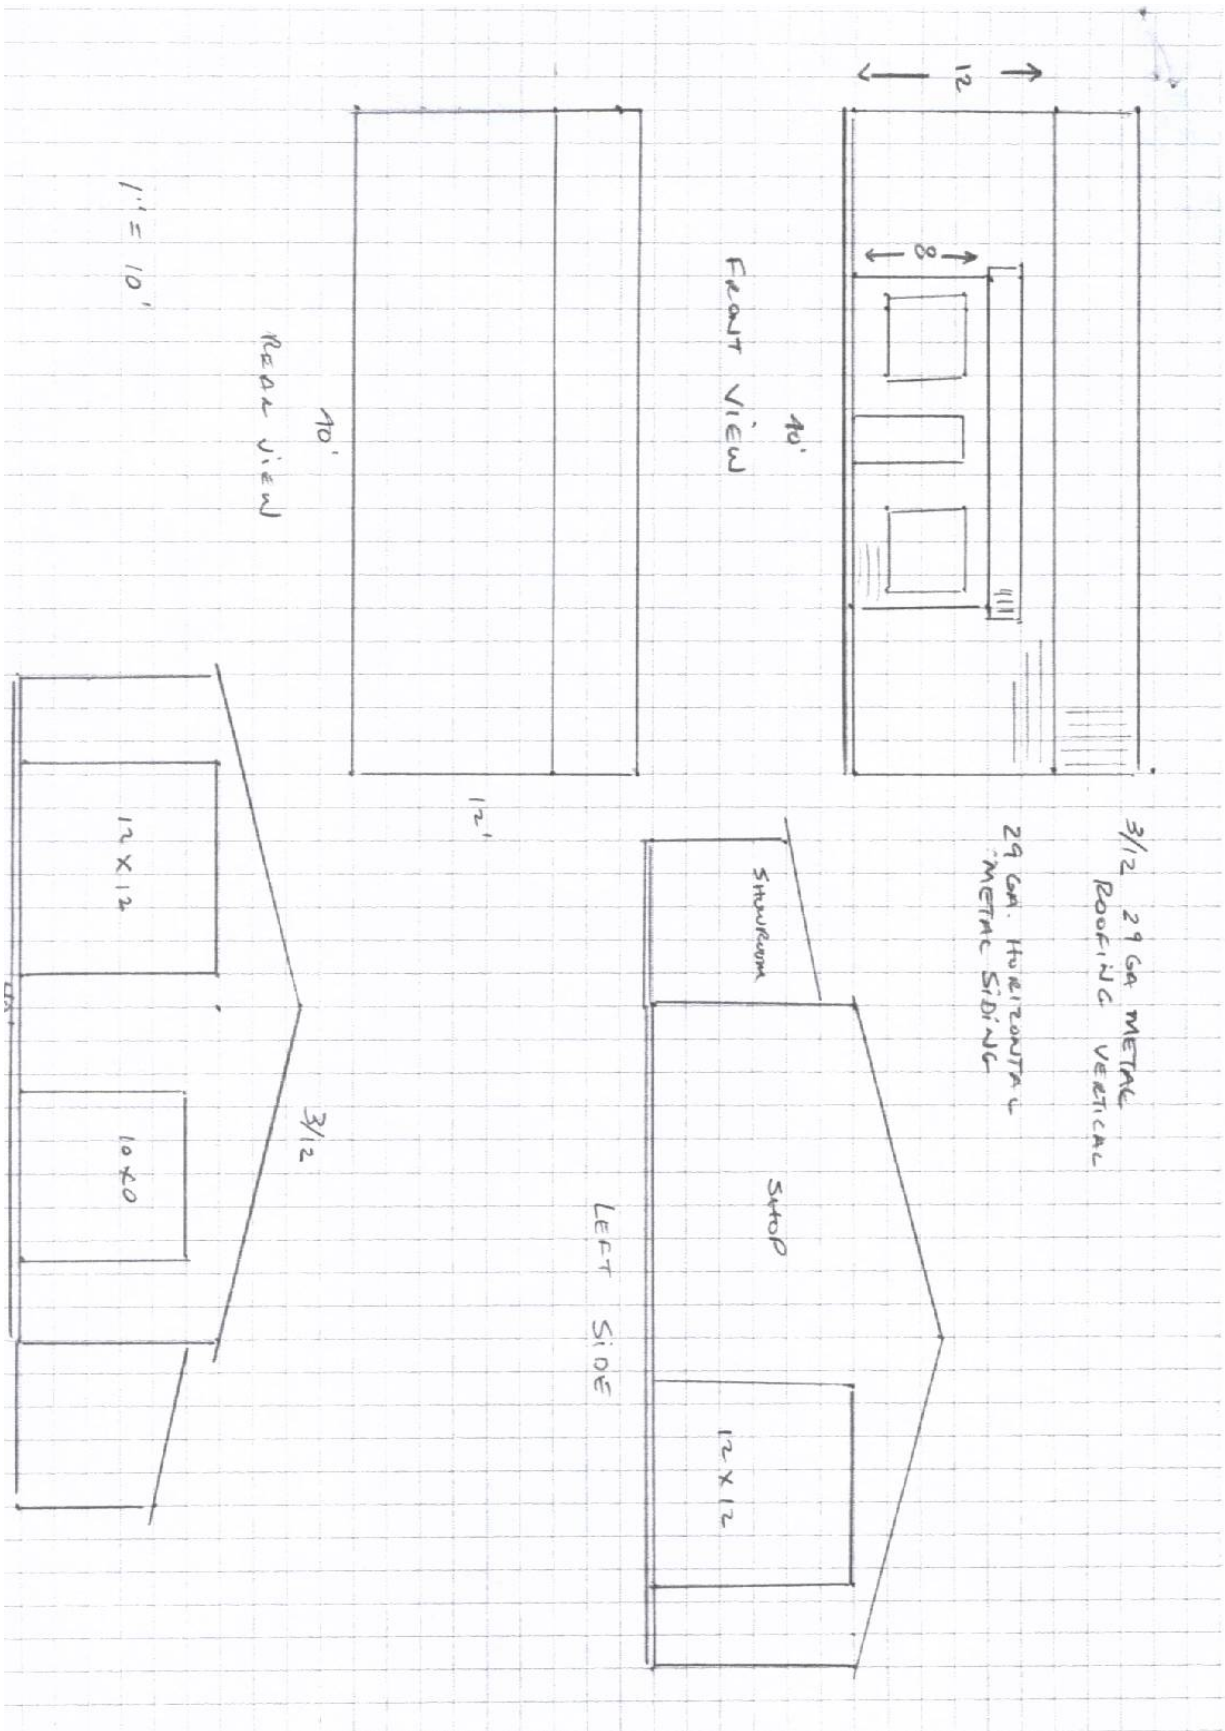 12
8
40'
FRONT VIEW
3/12 29 GA METAL
ROOFING VERTICAL
29 GA. HORIZONTAL
METAL SIDING
SHOWROOM
SHOP
12 X 12
LEFT SIDE
12'
40'
REAR VIEW
1" = 10'
3/12
12 X 12
10 X 0